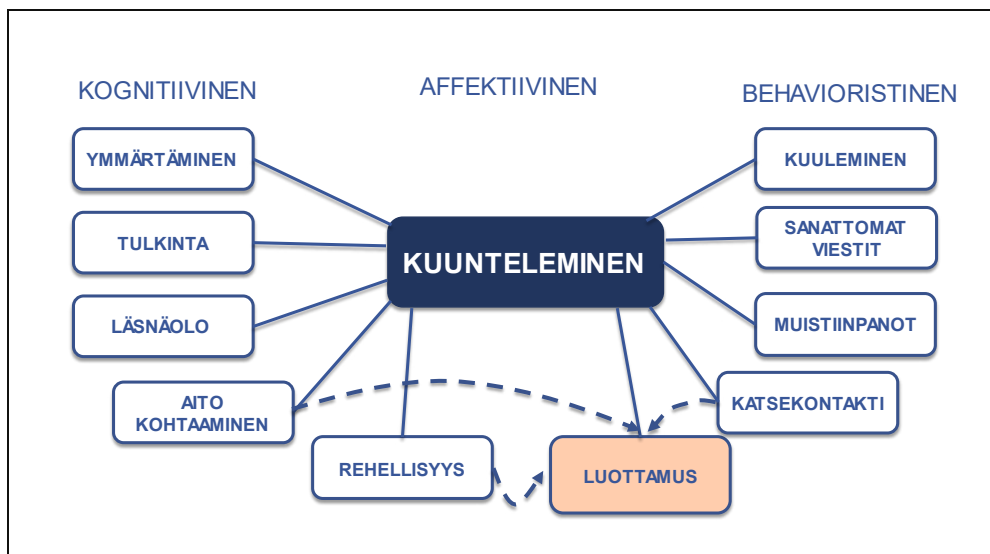 KOGNITIIVINEN
AFFEKTIIVINEN
BEHAVIORISTINEN
YMMÄRTÄMINEN
KUULEMINEN
TULKINTA
KUUNTELEMINEN
SANATTOMAT
VIESTIT
LÄSNÄOLO
MUISTIINPANOT
AITO
KOHTAAMINEN
KATSEKONTAKTI
REHELLISYYS
LUOTTAMUS